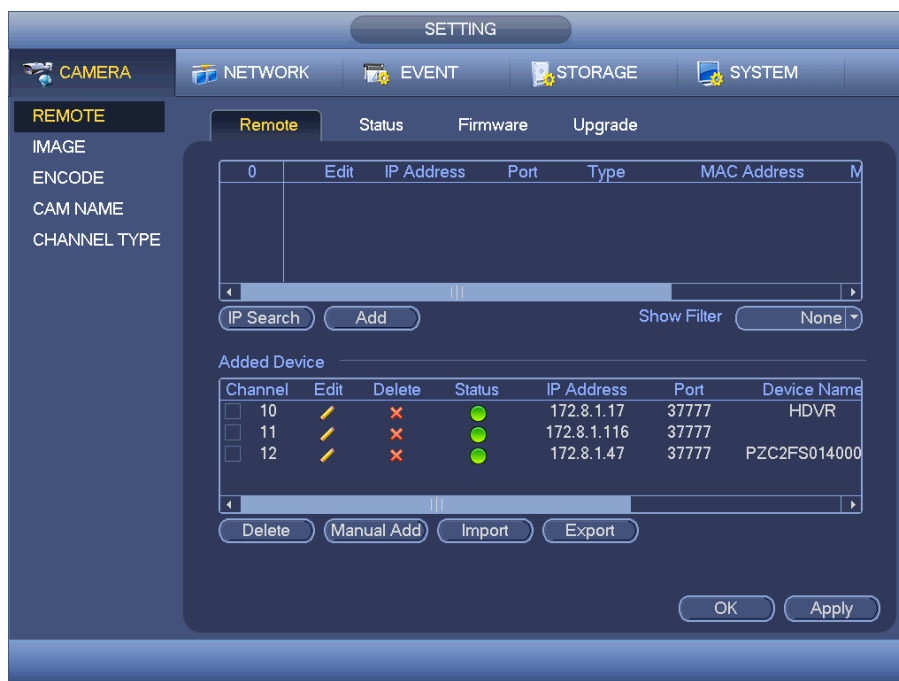 SETTING
CAMERA NETWORK EVENT STORAGE SYSTEM
REMOTE
IMAGE
ENCODE
CAM NAME
CHANNEL TYPE
Remote Status Firmware Upgrade
0 Edit IP Address Port Type MAC Address M
IP Search Add Show Filter None
Added Device
Channel Edit Delete Status IP Address Port Device Name
10 172.8.1.17 37777 HDVR
11 172.8.1.116 37777
12 172.8.1.47 37777 PZC2FS014000
Delete Manual Add Import Export
OK Apply